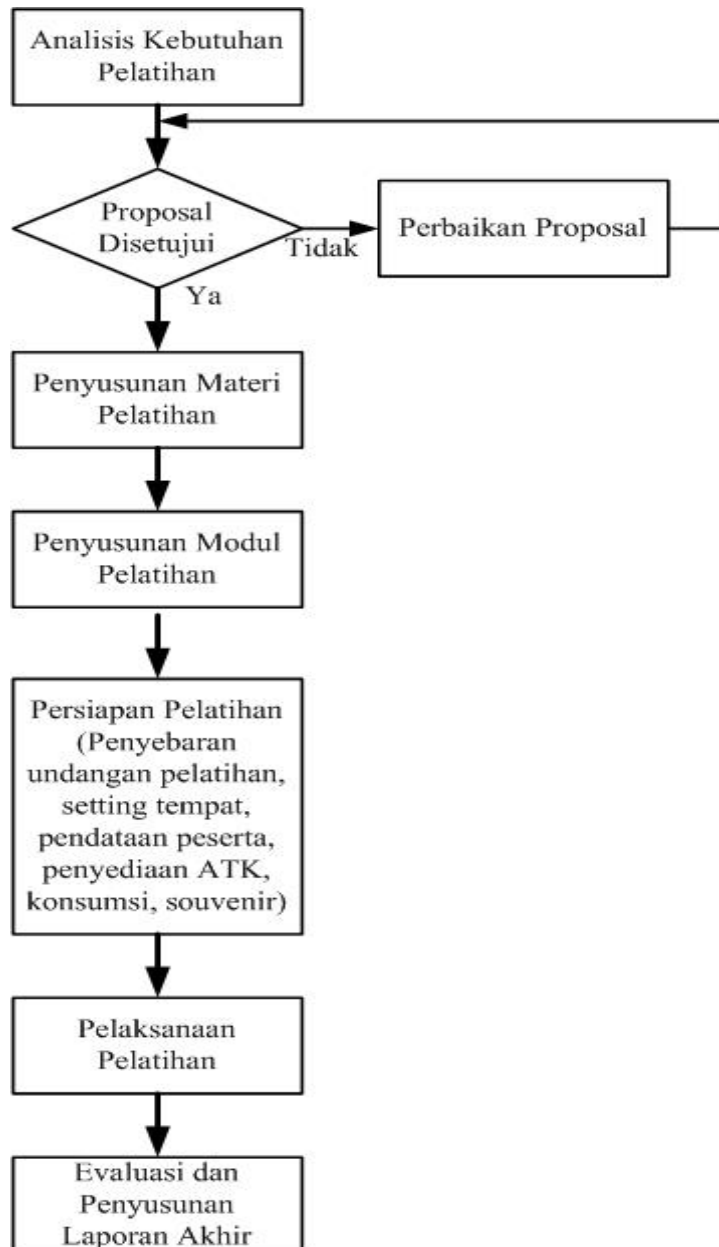 Analisis Kebutuhan
Pelatihan
Proposal
Disetujui
Tidak
Perbaikan Proposal
Ya
Penyusunan Materi
Pelatihan
Penyusunan Modul
Pelatihan
Persiapan Pelatihan
(Penyebaran
undangan pelatihan,
setting tempat,
pendataan peserta,
penyediaan ATK,
konsumsi, souvenir)
Pelaksanaan
Pelatihan
Evaluasi dan
Penyusunan
Laporan Akhir